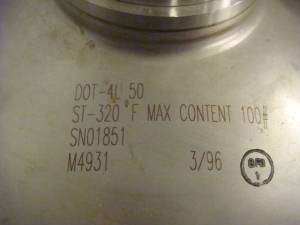 DOT-4L 50
ST-320 °F MAX CONTENT 100
SN01851
M4931 3/96